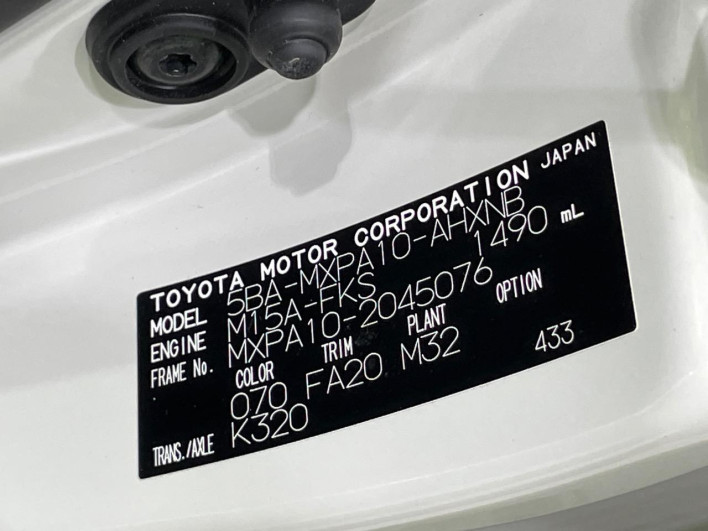 TOYOTA MOTOR CORPORATION JAPAN
MODEL 5BA-MXPA10-AHXNB
ENGINE M15A-FKS 1490 mL
FRAME No. MXPA10-2045076
COLOR TRIM PLANT OPTION
070 FA20 M32 433
TRANS./AXLE K320